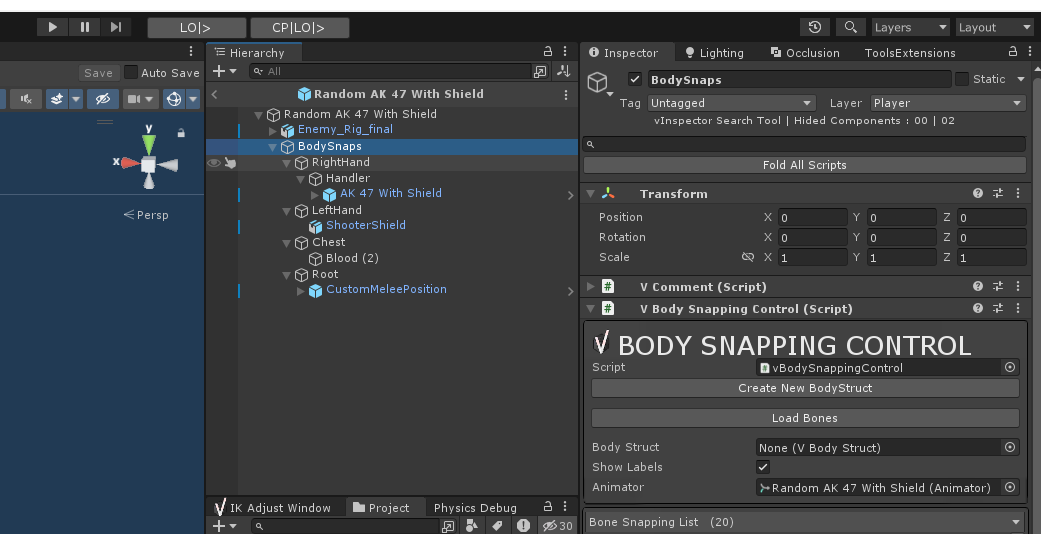 LO|>
CP|LO|>
Layers
Layout
Save
Auto Save
Persp
y
x
Hierarchy
All
Random AK 47 With Shield
Random AK 47 With Shield
Enemy_Rig_final
BodySnaps
RightHand
Handler
AK 47 With Shield
LeftHand
ShooterShield
Chest
Blood (2)
Root
CustomMeleePosition
IK Adjust Window
Project
Physics Debug
30
Inspector
Lighting
Occlusion
ToolsExtensions
BodySnaps
Static
Tag Untagged
Layer Player
vInspector Search Tool | Hided Components : 00 | 02
Fold All Scripts
Transform
Position X 0 Y 0 Z 0
Rotation X 0 Y 0 Z 0
Scale X 1 Y 1 Z 1
# V Comment (Script)
# V Body Snapping Control (Script)
BODY SNAPPING CONTROL
Script vBodySnappingControl
Create New BodyStruct
Load Bones
Body Struct None (V Body Struct)
Show Labels
Animator Random AK 47 With Shield (Animator)
Bone Snapping List (20)